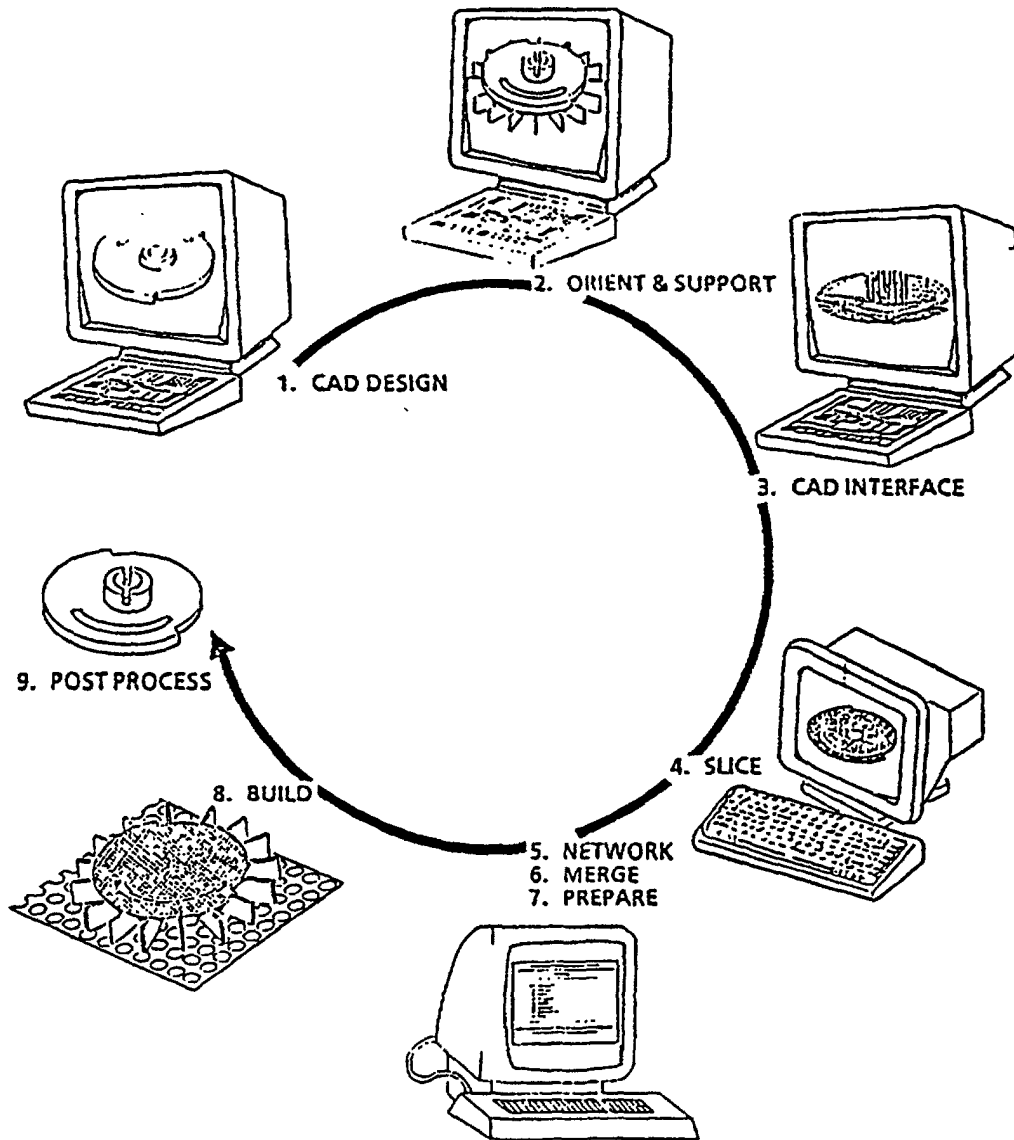 1. CAD DESIGN
2. ORIENT & SUPPORT
3. CAD INTERFACE
4. SLICE
5. NETWORK
6. MERGE
7. PREPARE
8. BUILD
9. POST PROCESS